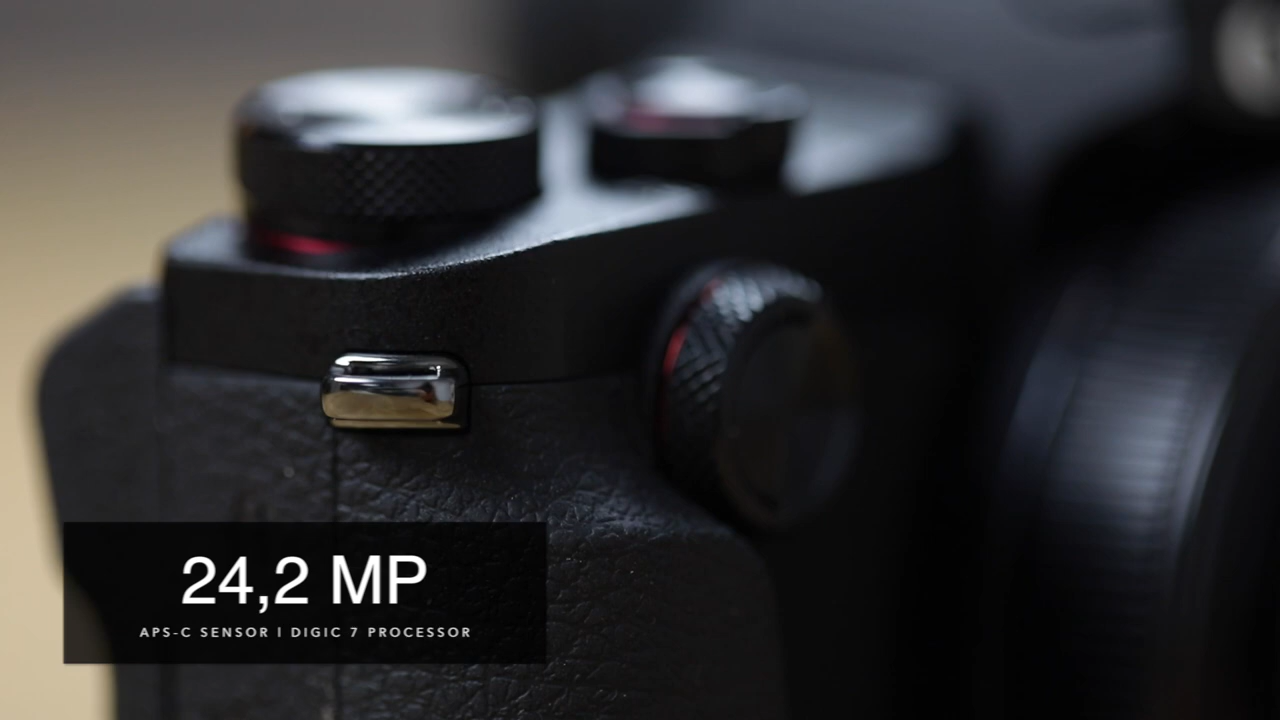 24,2 MP
APS-C SENSOR | DIGIC 7 PROCESSOR